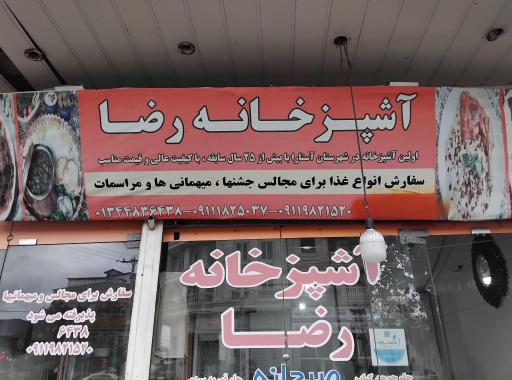 آشپزخانه رضا
اولین آشپزخانه در شهرستان آستارا با بیش از ۲۵ سال سابقه ، با کیفیت عالی و قیمت مناسب
سفارش انواع غذا برای مجالس جشنها ، میهمانی ها و مراسمات
۰۱۳۴۴۸۳۶۴۳۸-۰۹۱۱۱۸۲۵۰۳۷-۰۹۱۱۹۸۲۱۵۲۰
آشپزخانه
رضا
صبحانه
سفارش برای مجالس و میهمانیها
پذیرفته می شود
۶۴۳۸
۰۹۱۱۹۸۲۱۵۲۰